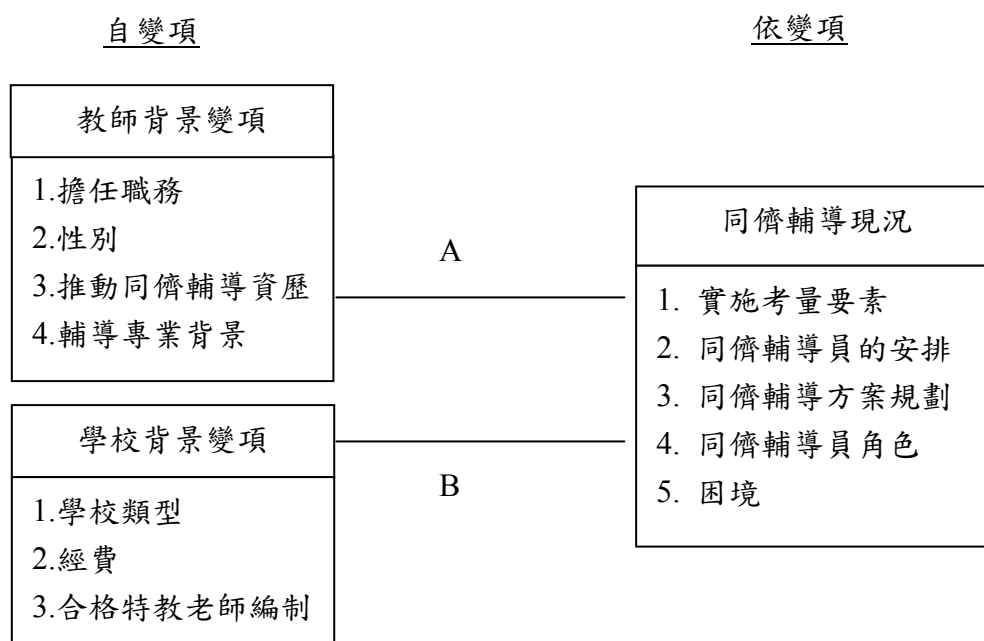 自變項
依變項
教師背景變項
1.擔任職務
2.性別
3.推動同儕輔導資歷
4.輔導專業背景
A
同儕輔導現況
1. 實施考量要素
2. 同儕輔導員的安排
3. 同儕輔導方案規劃
4. 同儕輔導員角色
5. 困境
學校背景變項
B
1.學校類型
2.經費
3.合格特教老師編制